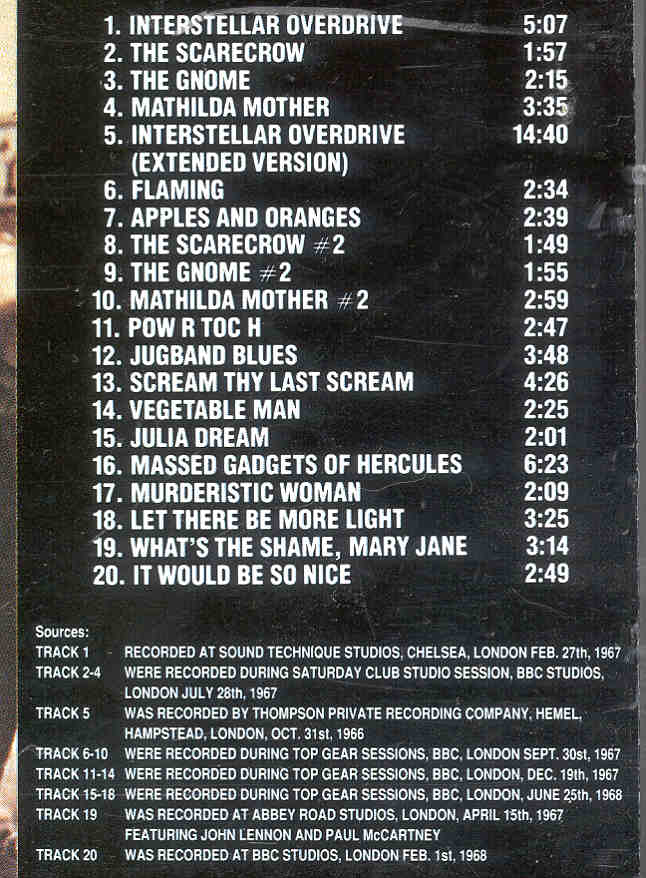 1. INTERSTELLAR OVERDRIVE 5:07
2. THE SCARECROW 1:57
3. THE GNOME 2:15
4. MATHILDA MOTHER 3:35
5. INTERSTELLAR OVERDRIVE 14:40
(EXTENDED VERSION)
6. FLAMING 2:34
7. APPLES AND ORANGES 2:39
8. THE SCARECROW #2 1:49
9. THE GNOME #2 1:55
10. MATHILDA MOTHER #2 2:59
11. POW R TOC H 2:47
12. JUGBAND BLUES 3:48
13. SCREAM THY LAST SCREAM 4:26
14. VEGETABLE MAN 2:25
15. JULIA DREAM 2:01
16. MASSED GADGETS OF HERCULES 6:23
17. MURDERISTIC WOMAN 2:09
18. LET THERE BE MORE LIGHT 3:25
19. WHAT'S THE SHAME, MARY JANE 3:14
20. IT WOULD BE SO NICE 2:49
Sources:
TRACK 1 RECORDED AT SOUND TECHNIQUE STUDIOS, CHELSEA, LONDON FEB. 27th, 1967
TRACK 2-4 WERE RECORDED DURING SATURDAY CLUB STUDIO SESSION, BBC STUDIOS,
LONDON JULY 28th, 1967
TRACK 5 WAS RECORDED BY THOMPSON PRIVATE RECORDING COMPANY, HEMEL,
HAMPSTEAD, LONDON, OCT. 31st, 1966
TRACK 6-10 WERE RECORDED DURING TOP GEAR SESSIONS, BBC, LONDON SEPT. 30st, 1967
TRACK 11-14 WERE RECORDED DURING TOP GEAR SESSIONS, BBC, LONDON, DEC. 19th, 1967
TRACK 15-18 WERE RECORDED DURING TOP GEAR SESSIONS, BBC, LONDON, JUNE 25th, 1968
TRACK 19 WAS RECORDED AT ABBEY ROAD STUDIOS, LONDON, APRIL 15th, 1967
FEATURING JOHN LENNON AND PAUL McCARTNEY
TRACK 20 WAS RECORDED AT BBC STUDIOS, LONDON FEB. 1st, 1968